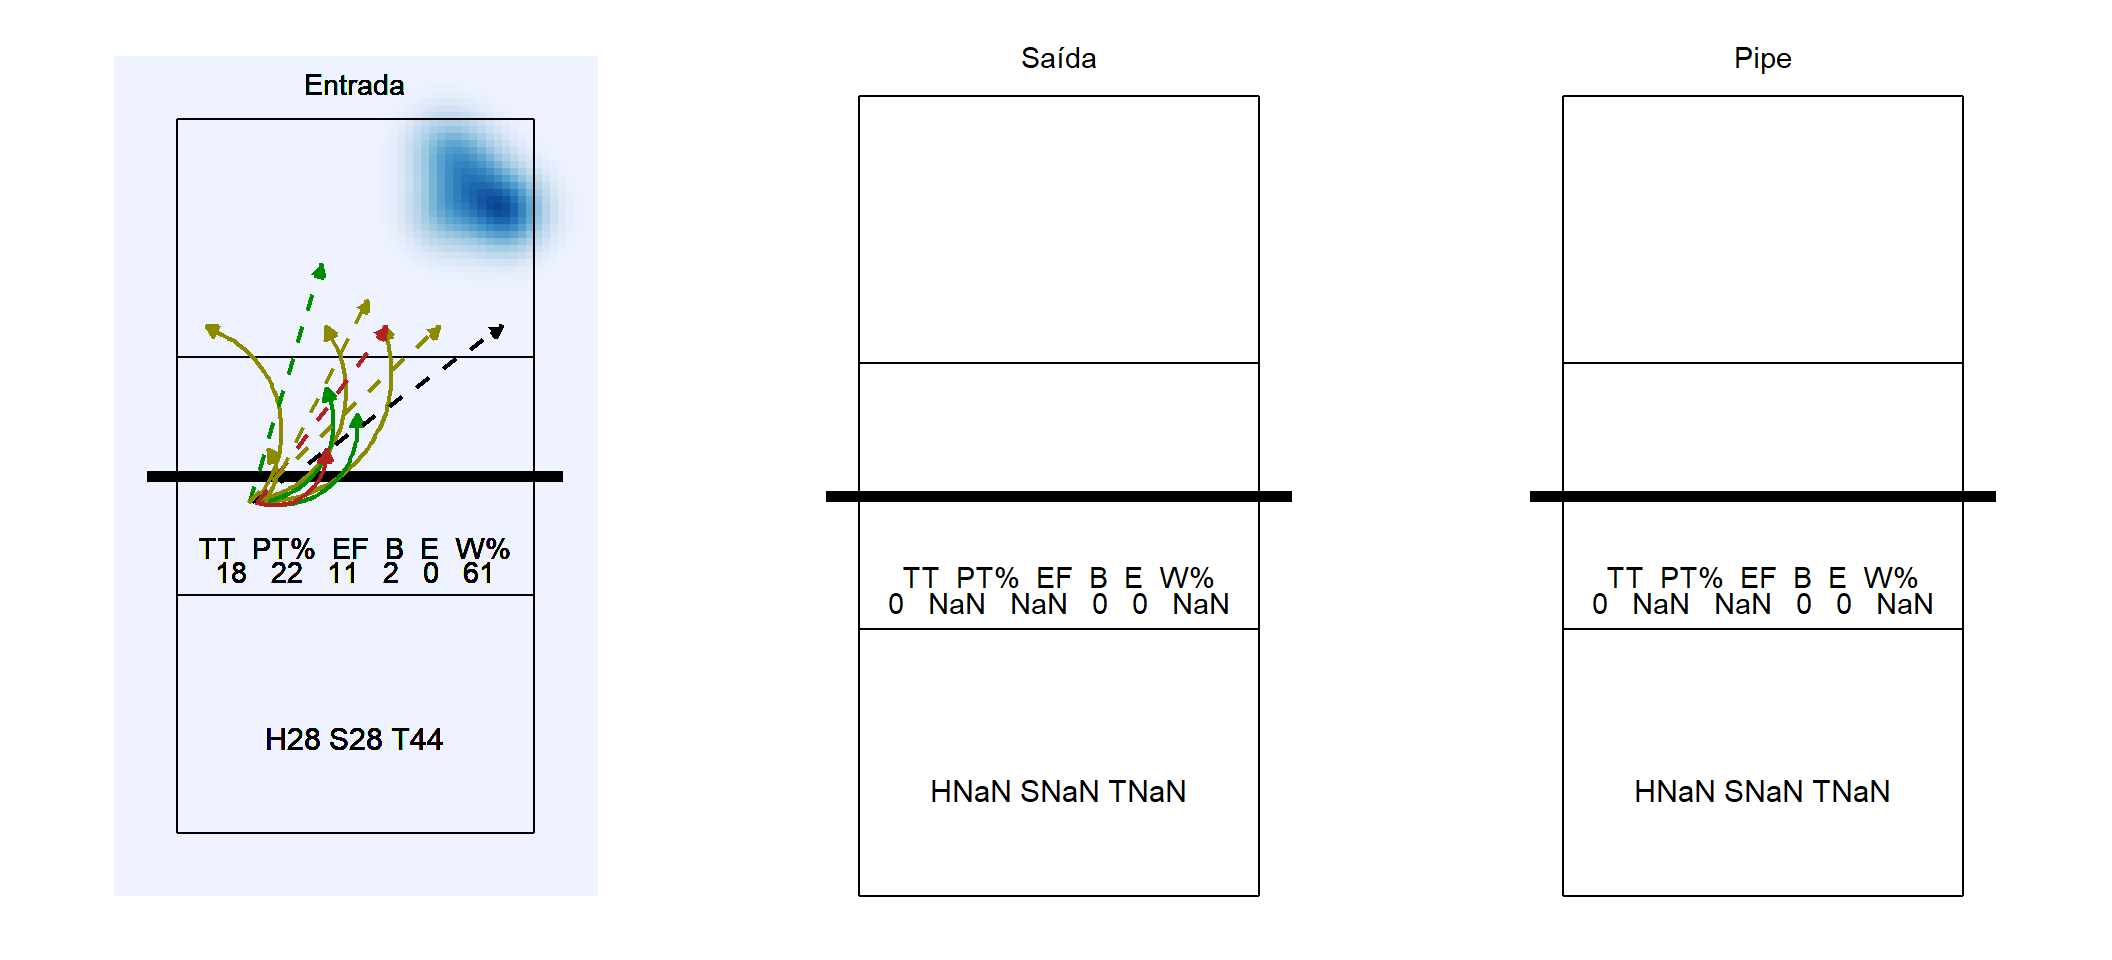 Entrada
TT PT% EF B E W%
18 22 11 2 0 61
H28 S28 T44
Saída
TT PT% EF B E W%
0 NaN NaN 0 0 NaN
HNaN SNaN TNaN
Pipe
TT PT% EF B E W%
0 NaN NaN 0 0 NaN
HNaN SNaN TNaN